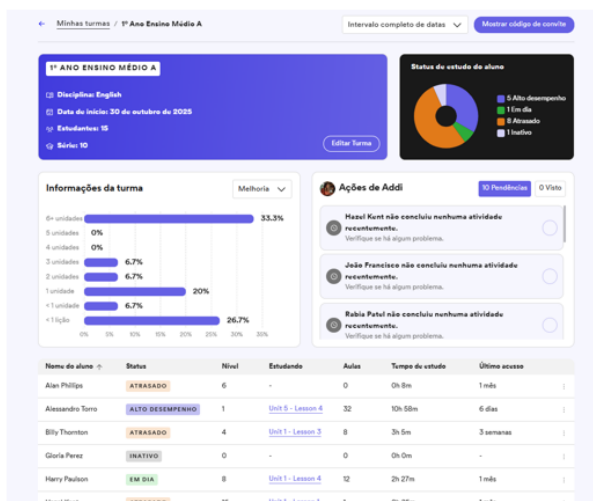 ← Minhas turmas / 1º Ano Ensino Médio A
Intervalo completo de datas
Mostrar código de convite
1º ANO ENSINO MÉDIO A
Disciplina: English
Data de início: 30 de outubro de 2025
Estudantes: 15
Série: 10
Editar Turma
Status de estudo do aluno
5 Alto desempenho
1 Em dia
8 Atrasado
1 Inativo
Informações da turma
Melhoria
6+ unidades 33.3%
5 unidades 0%
4 unidades 0%
3 unidades 6.7%
2 unidades 6.7%
1 unidade 20%
<1 unidade 6.7%
<1 lição 26.7%
0% 5% 10% 15% 20% 25% 30% 35%
Ações de Addi
10 Pendências
0 Visto
Hazel Kent não concluiu nenhuma atividade
recentemente.
Verifique se há algum problema.
João Francisco não concluiu nenhuma atividade
recentemente.
Verifique se há algum problema.
Rabia Patul não concluiu nenhuma atividade
recentemente.
Verifique se há algum problema.
Nome do aluno ↑ Status Nível Estudando Aulas Tempo de estudo Último acesso
Alan Phillips ATRASADO 6 - 0 0h 8m 1 mês
Alessandro Torro ALTO DESEMPENHO 1 Unit 5 - Lesson 4 32 10h 58m 6 dias
Billy Thornton ATRASADO 4 Unit 1 - Lesson 3 8 3h 5m 3 semanas
Gloria Perez INATIVO 0 - 0 0h 0m -
Harry Paulson EM DIA 8 Unit 1 - Lesson 4 12 2h 27m 1 mês